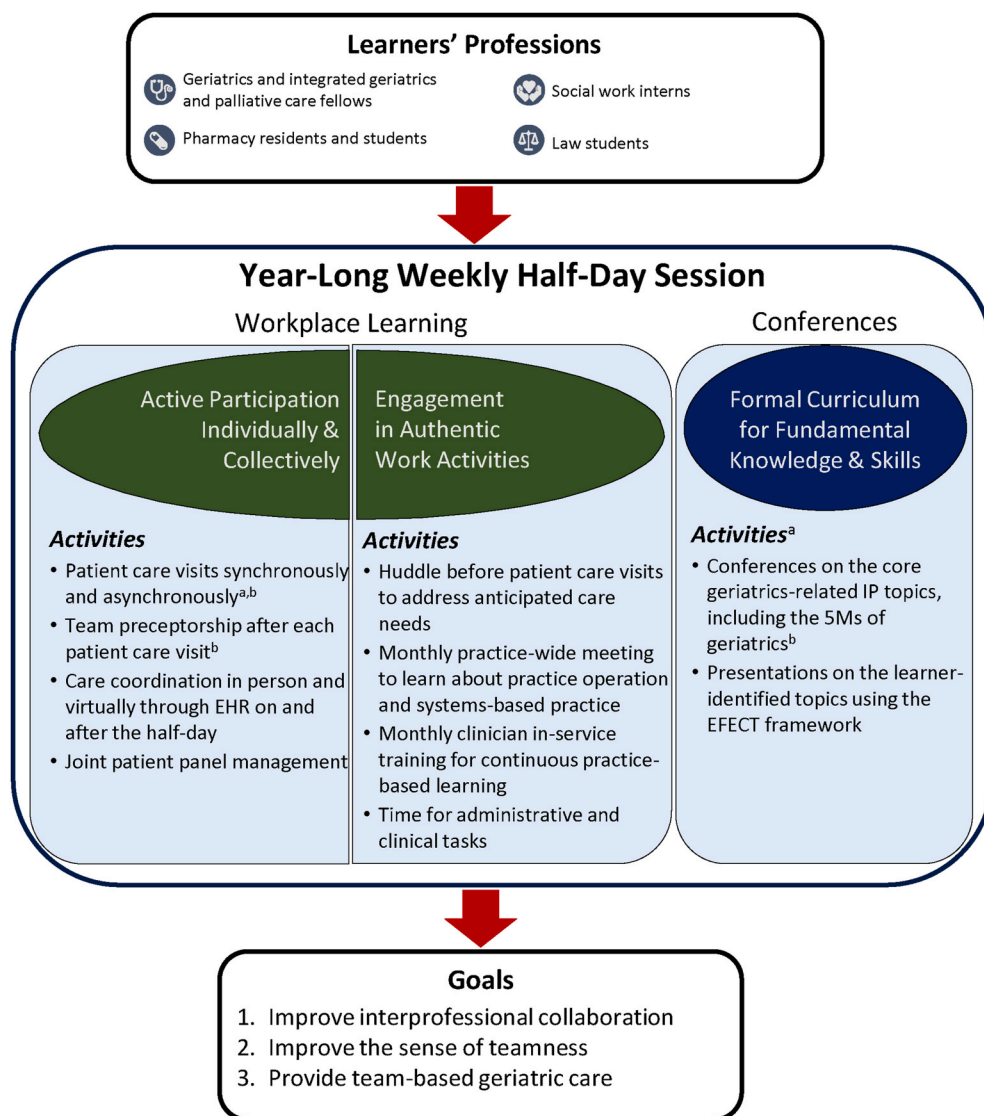 Learners' Professions
Geriatrics and integrated geriatrics
and palliative care fellows
Pharmacy residents and students
Social work interns
Law students
Year-Long Weekly Half-Day Session
Workplace Learning
Active Participation
Individually &
Collectively
Activities
• Patient care visits synchronously
and asynchronouslyᵃ,ᵇ
• Team preceptorship after each
patient care visitᵇ
• Care coordination in person and
virtually through EHR on and
after the half-day
• Joint patient panel management
Engagement
in Authentic
Work Activities
Activities
• Huddle before patient care visits
to address anticipated care
needs
• Monthly practice-wide meeting
to learn about practice operation
and systems-based practice
• Monthly clinician in-service
training for continuous practice-
based learning
• Time for administrative and
clinical tasks
Conferences
Formal Curriculum
for Fundamental
Knowledge & Skills
Activitiesᵃ
• Conferences on the core
geriatrics-related IP topics,
including the 5Ms of
geriatricsᵇ
• Presentations on the learner-
identified topics using the
EFECT framework
Goals
1. Improve interprofessional collaboration
2. Improve the sense of teamness
3. Provide team-based geriatric care